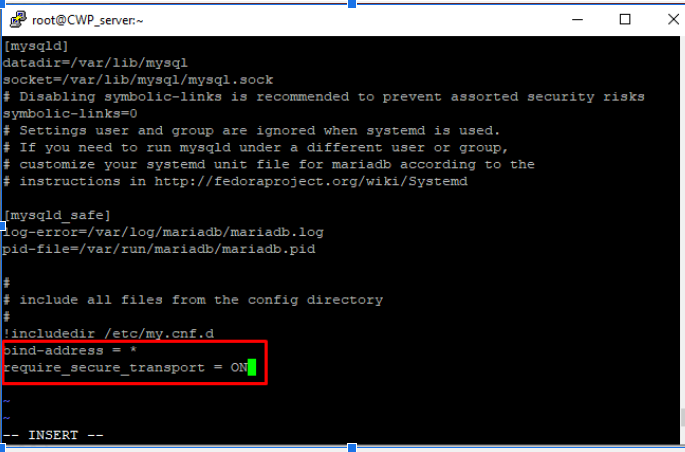 root@CWP_server:~
[mysqld]
datadir=/var/lib/mysql
socket=/var/lib/mysql/mysql.sock
# Disabling symbolic-links is recommended to prevent assorted security risks
symbolic-links=0
# Settings user and group are ignored when systemd is used.
# If you need to run mysqld under a different user or group,
# customize your systemd unit file for mariadb according to the
# instructions in http://fedoraproject.org/wiki/Systemd
[mysqld_safe]
log-error=/var/log/mariadb/mariadb.log
pid-file=/var/run/mariadb/mariadb.pid
#
# include all files from the config directory
#
!includedir /etc/my.cnf.d
bind-address = *
require_secure_transport = ON
~
~
-- INSERT --